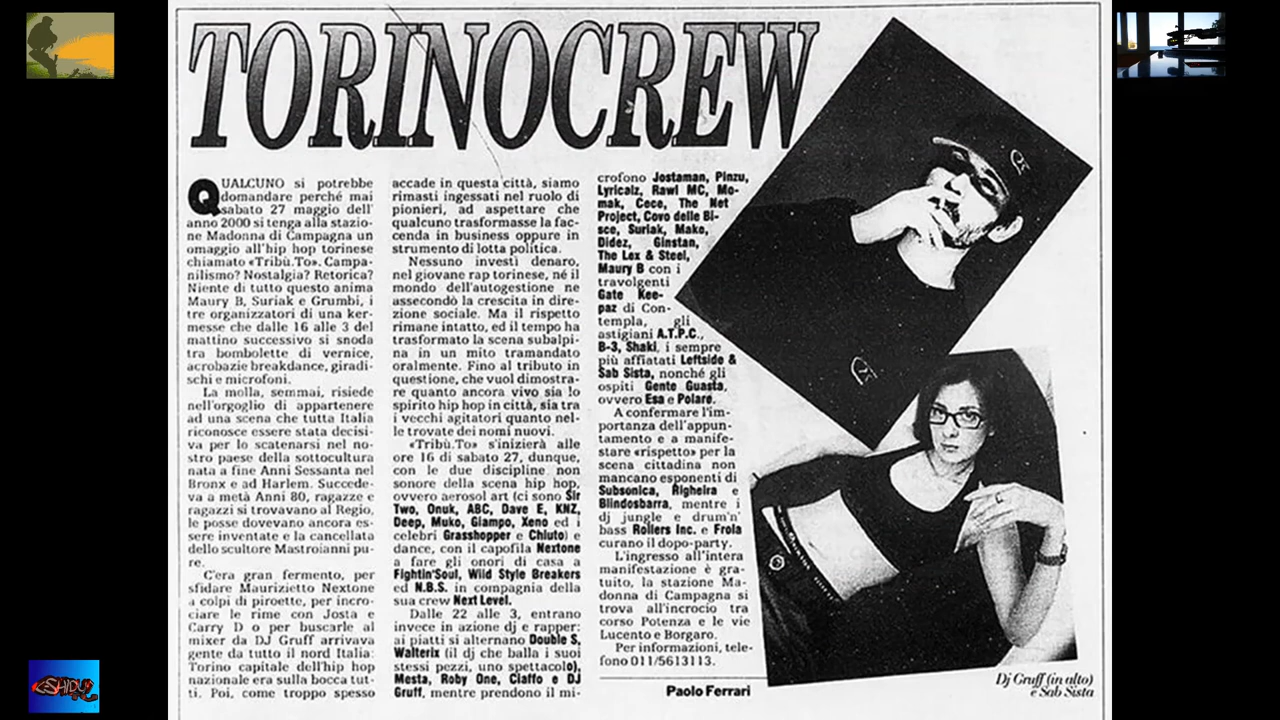 TORINOCREW
QUALCUNO si potrebbe
domandare perché mai
sabato 27 maggio dell'
anno 2000 si tenga alla stazio-
ne Madonna di Campagna un
omaggio all'hip hop torinese
chiamato «Tribù.To». Campa-
nilismo? Nostalgia? Retorica?
Niente di tutto questo anima
Maury B, Suriak e Grumbi, i
tre organizzatori di una ker-
messe che dalle 16 alle 3 del
mattino successivo si snoda
tra bombolette di vernice,
acrobazie breakdance, giradi-
schi e microfoni.
La molla, semmai, risiede
nell'orgoglio di appartenere
ad una scena che tutta Italia
riconosce essere stata decisi-
va per lo scatenarsi nel no-
stro paese della sottocultura
nata a fine Anni Sessanta nel
Bronx e ad Harlem. Succede-
va a metà Anni 80, ragazze e
ragazzi si trovavano al Regio,
le posse dovevano ancora es-
sere inventate e la cancellata
dello scultore Mastroianni pu-
re.
C'era gran fermento, per
sfidare Maurizietto Nextone
a colpi di piroette, per incro-
ciare le rime con Josta e
Carry D o per buscarle al
mixer da DJ Gruff arrivava
gente da tutto il nord Italia:
Torino capitale dell'hip hop
nazionale era sulla bocca tut-
ti. Poi, come troppo spesso
accade in questa città, siamo
rimasti ingessati nel ruolo di
pionieri, ad aspettare che
qualcuno trasformasse la fac-
cenda in business oppure in
strumento di lotta politica.
Nessuno investì denaro,
nel giovane rap torinese, né il
mondo dell'autogestione ne
assecondò la crescita in dire-
zione sociale. Ma il rispetto
rimane intatto, ed il tempo ha
trasformato la scena subalpi-
na in un mito tramandato
oralmente. Fino al tributo in
questione, che vuol dimostra-
re quanto ancora vivo sia lo
spirito hip hop in città, sia tra
i vecchi agitatori quanto nel-
le trovate dei nomi nuovi.
«Tribù.To» s'inizierà alle
ore 16 di sabato 27, dunque,
con le due discipline non
sonore della scena hip hop,
ovvero aerosol art (ci sono Sir
Two, Onuk, ABC, Dave E, KNZ,
Deep, Muko, Giampo, Xeno ed i
celebri Grasshopper e Chiuto) e
dance, con il capofila Nextone
a fare gli onori di casa a
Fightin'Soul, Wild Style Breakers
ed N.B.S. in compagnia della
sua crew Next Level.
Dalle 22 alle 3, entrano
invece in azione dj e rapper:
ai piatti si alternano Double S,
Walterix (il dj che balla i suoi
stessi pezzi, uno spettacolo),
Mesta, Roby One, Ciaffo e DJ
Gruff, mentre prendono il mi-
crofono Jostaman, Pinzu,
Lyricalz, Rawl MC, Mo-
mak, Cece, The Net
Project, Covo delle Bi-
sce, Suriak, Mako,
Didez, Ginstan,
The Lex & Steel,
Maury B con i
travolgenti
Gate Kee-
paz di Con-
templa, gli
astigiani A.T.P.C.,
B-3, Shaki, i sempre
più affiatati Leftside &
Sab Sista, nonché gli
ospiti Gente Guasta,
ovvero Esa e Polare.
A confermare l'im-
portanza dell'appun-
tamento e a manife-
stare «rispetto» per la
scena cittadina non
mancano esponenti di
Subsonica, Righeira e
Blindosbarra, mentre i
dj jungle e drum'n'
bass Rollers Inc. e Frola
curano il dopo-party.
L'ingresso all'intera
manifestazione è gra-
tuito, la stazione Ma-
donna di Campagna si
trova all'incrocio tra
corso Potenza e le vie
Lucento e Borgaro.
Per informazioni, tele-
fono 011/5613113.
Paolo Ferrari
Dj Gruff (in alto)
e Sab Sista